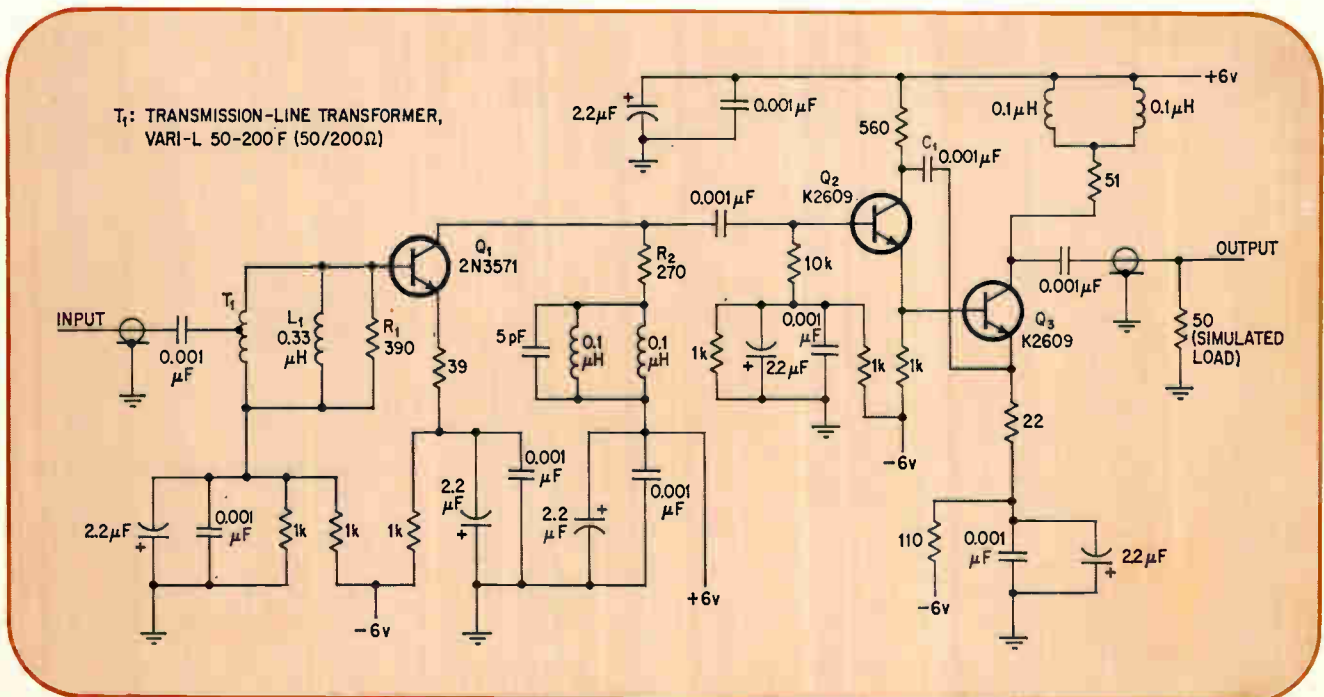 T₁: TRANSMISSION-LINE TRANSFORMER,
VARI-L 50-200 F (50/200Ω)
2.2µF
+
0.001µF
560
C₁
0.001µF
0.1µH
0.1µH
+6v
51
Q₂
K2609
0.001µF
Q₁
2N3571
R₂
270
10k
OUTPUT
0.001µF
Q₃
K2609
50
(SIMULATED
LOAD)
INPUT
0.001
µF
T₁
L₁
0.33
µH
R₁
390
39
5pF
0.1
µH
0.1
µH
1k
+
2.2µF
0.001
µF
1k
1k
-6v
22
2.2µF
+
0.001
µF
1k
1k
-6v
1k
2.2
µF
+
0.001
µF
2.2
µF
+
0.001
µF
+6v
110
-6v
0.001
µF
2.2µF
+